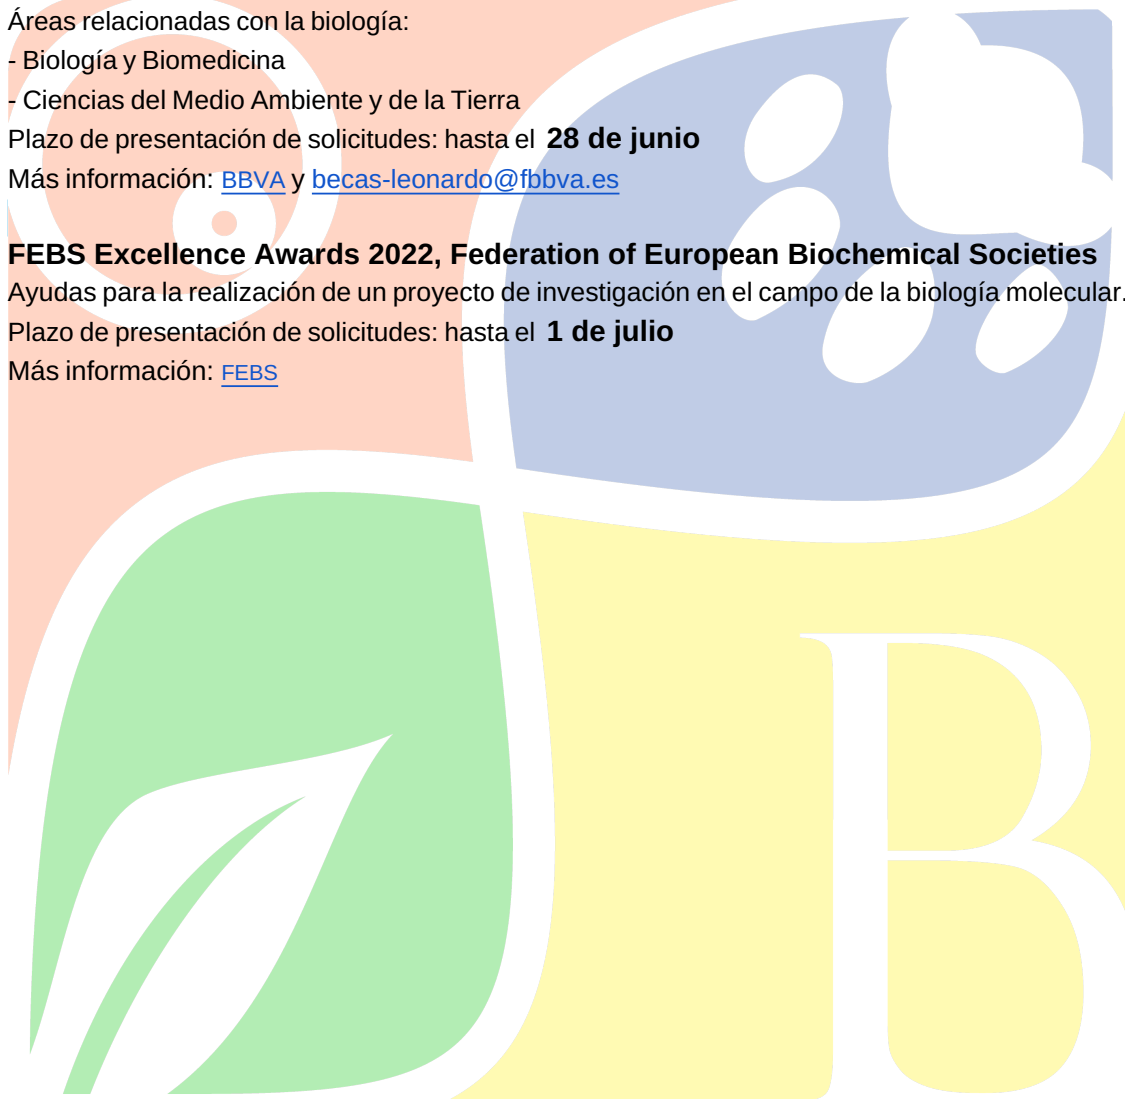 Áreas relacionadas con la biología:
- Biología y Biomedicina
- Ciencias del Medio Ambiente y de la Tierra
Plazo de presentación de solicitudes: hasta el 28 de junio
Más información: BBVA y becas-leonardo@fbbva.es
FEBS Excellence Awards 2022, Federation of European Biochemical Societies
Ayudas para la realización de un proyecto de investigación en el campo de la biología molecular.
Plazo de presentación de solicitudes: hasta el 1 de julio
Más información: FEBS
B